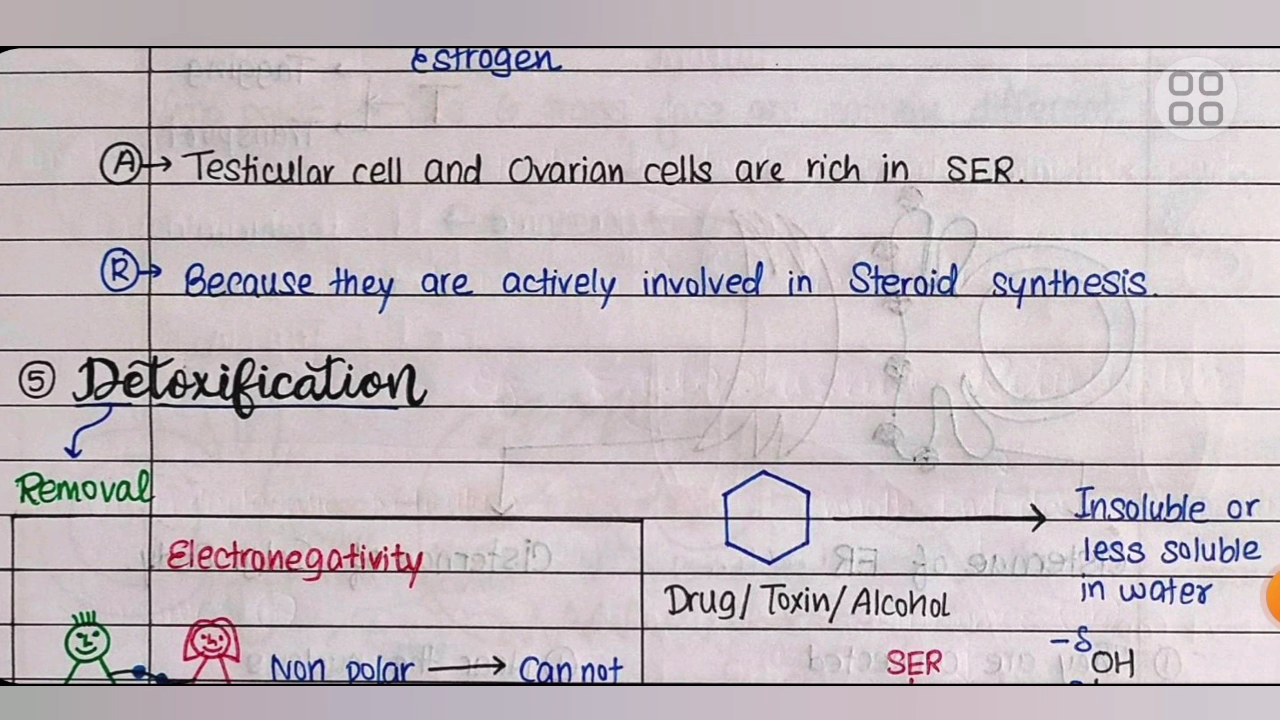 estrogen
Ⓐ→ Testicular cell and Ovarian cells are rich in SER.
Ⓡ→ Because they are actively involved in Steroid synthesis.
⑤ Detoxification
Removal
Electronegativity
Non polar → Can not
Insoluble or
less soluble
in water
Drug/Toxin/Alcohol
SER
-δ
OH